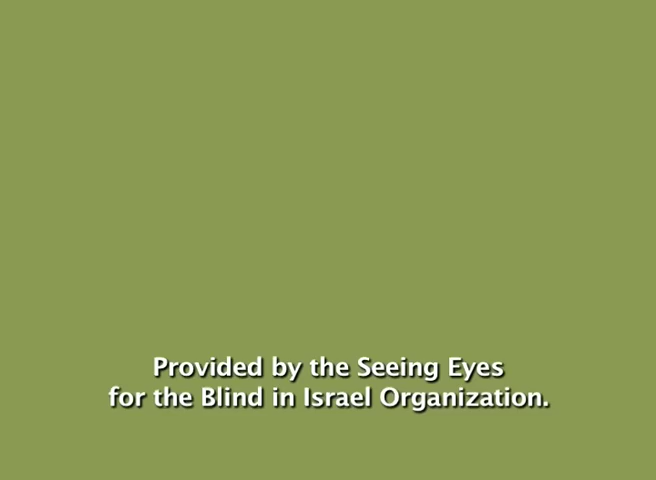 Provided by the Seeing Eyes
for the Blind in Israel Organization.